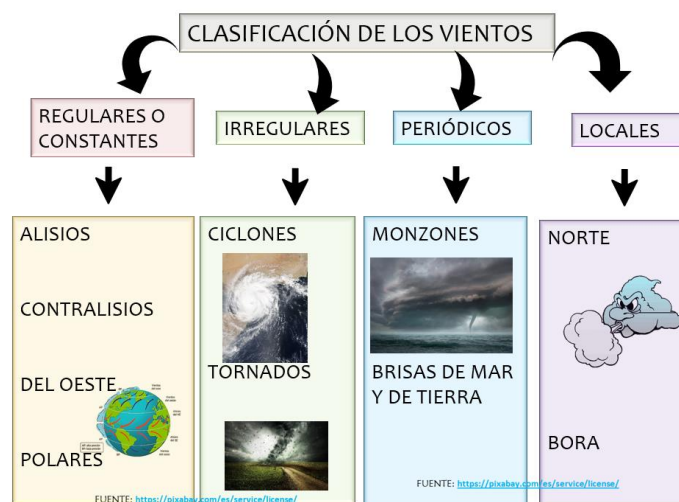 CLASIFICACIÓN DE LOS VIENTOS
REGULARES O
CONSTANTES
IRREGULARES
PERIÓDICOS
LOCALES
ALISIOS
CONTRALISIOS
DEL OESTE
POLARES
CICLONES
TORNADOS
MONZONES
BRISAS DE MAR
Y DE TIERRA
NORTE
BORA
FUENTE: https://pixabay.com/es/service/license/
FUENTE: https://pixabay.com/es/service/license/